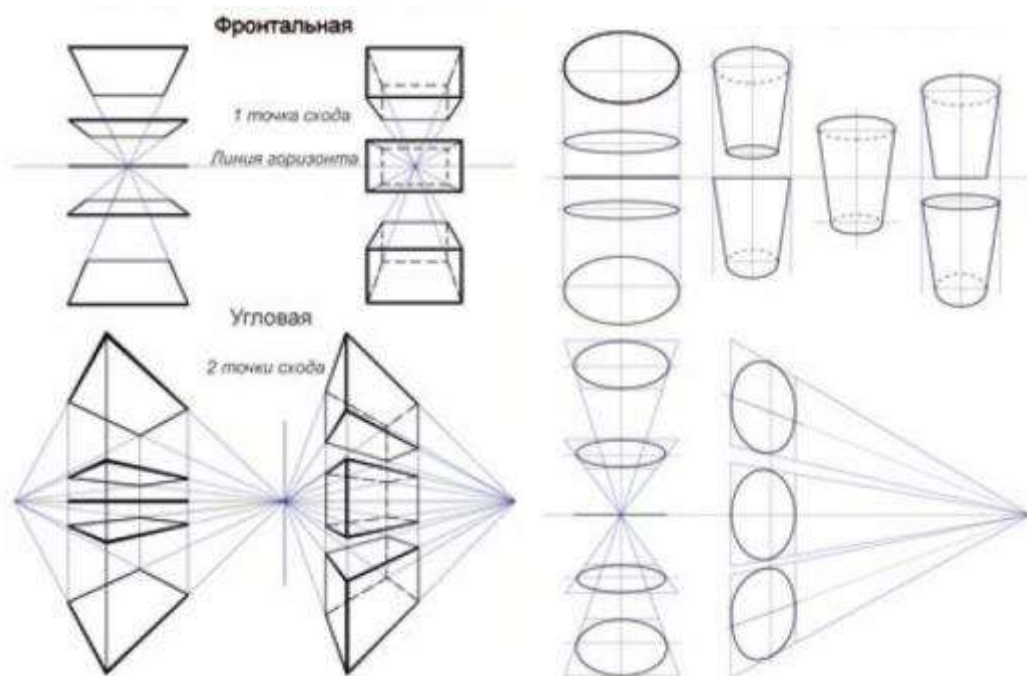 Фронтальная
1 точка схода
Линия горизонта
Угловая
2 точки схода